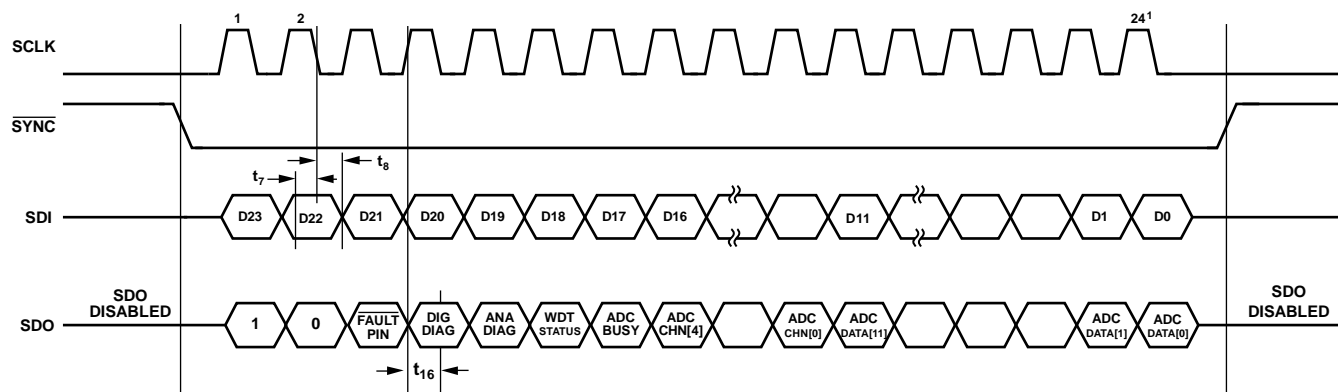 1 2 24¹
SCLK
SYNC
t₈
t₇
SDI D23 D22 D21 D20 D19 D18 D17 D16 D11 D1 D0
SDO
DISABLED
SDO
DISABLED
SDO 1 0
FAULT
PIN
DIG
DIAG
ANA
DIAG
WDT
STATUS
ADC
BUSY
ADC
CHN[4]
ADC
CHN[0]
ADC
DATA[11]
ADC
DATA[1]
ADC
DATA[0]
t₁₆